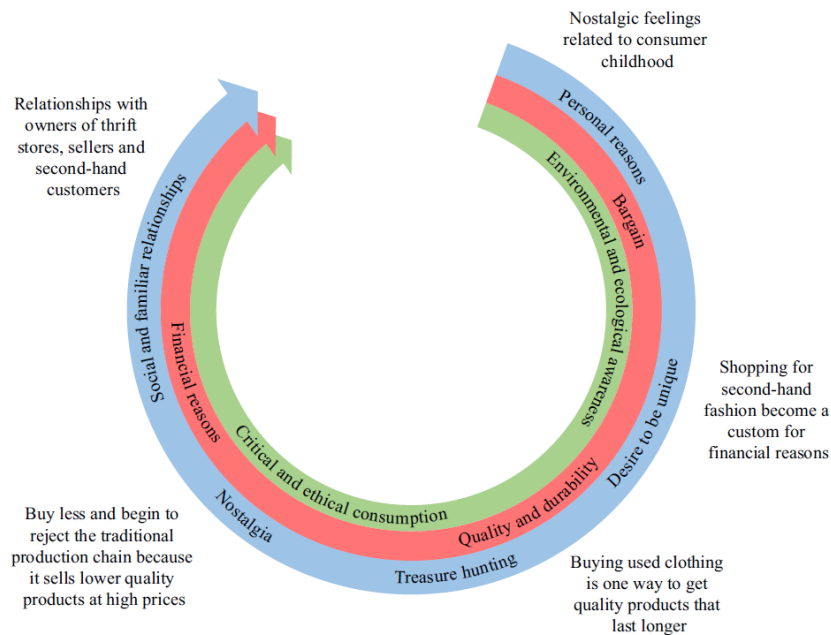 Nostalgic feelings
related to consumer
childhood
Relationships with
owners of thrift
stores, sellers and
second-hand
customers
Personal reasons
Environmental and ecological awareness
Bargain
Social and familiar relationships
Financial reasons
Desire to be unique
Shopping for
second-hand
fashion become a
custom for
financial reasons
Critical and ethical consumption
Quality and durability
Nostalgia
Treasure hunting
Buy less and begin to
reject the traditional
production chain because
it sells lower quality
products at high prices
Buying used clothing
is one way to get
quality products that
last longer